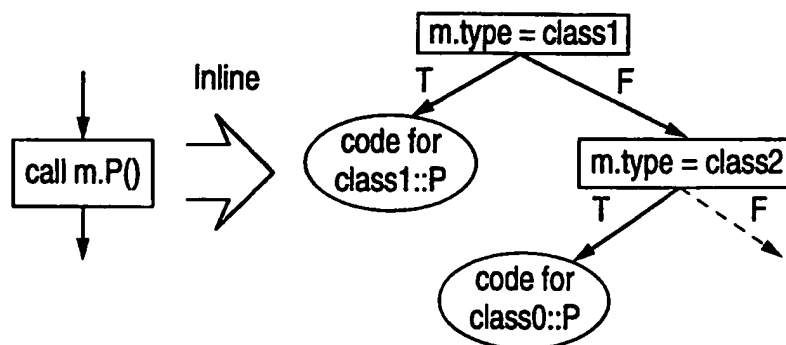 m.type = class1
T
F
Inline
call m.P()
code for
class1::P
m.type = class2
T
F
code for
class0::P